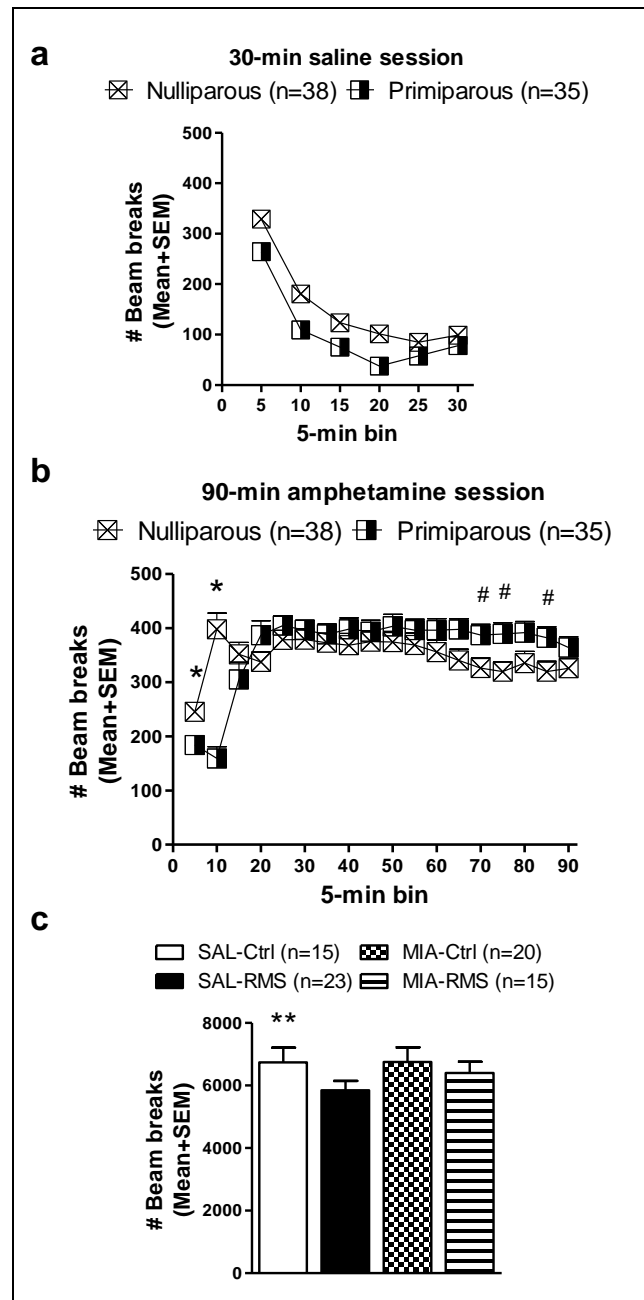 a
30-min saline session
Nulliparous (n=38) Primiparous (n=35)
500
400
300
200
100
0
# Beam breaks
(Mean+SEM)
0 5 10 15 20 25 30
5-min bin
b
90-min amphetamine session
Nulliparous (n=38) Primiparous (n=35)
500
400
300
200
100
0
# Beam breaks
(Mean+SEM)
* * # # #
0 10 20 30 40 50 60 70 80 90
5-min bin
c
SAL-Ctrl (n=15) MIA-Ctrl (n=20)
SAL-RMS (n=23) MIA-RMS (n=15)
**
8000
6000
4000
2000
0
# Beam breaks
(Mean+SEM)